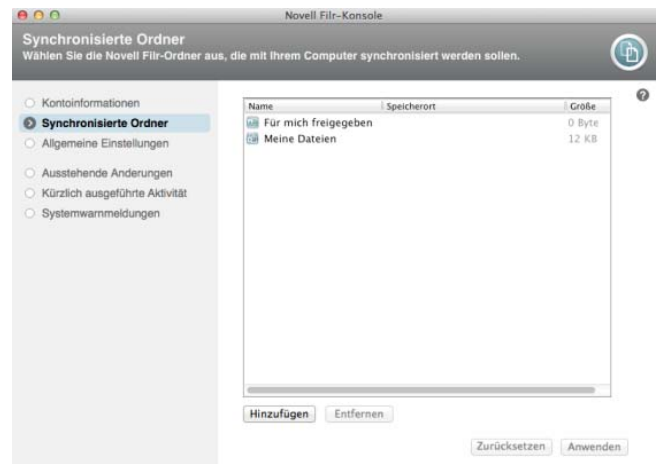 Novell Filr-Konsole
Synchronisierte Ordner
Wählen Sie die Novell Filr-Ordner aus, die mit Ihrem Computer synchronisiert werden sollen.
Kontoinformationen
Synchronisierte Ordner
Allgemeine Einstellungen
Ausstehende Änderungen
Kürzlich ausgeführte Aktivität
Systemwarnmeldungen
Name Speicherort Größe
Für mich freigegeben 0 Byte
Meine Dateien 12 KB
Hinzufügen Entfernen
Zurücksetzen Anwenden